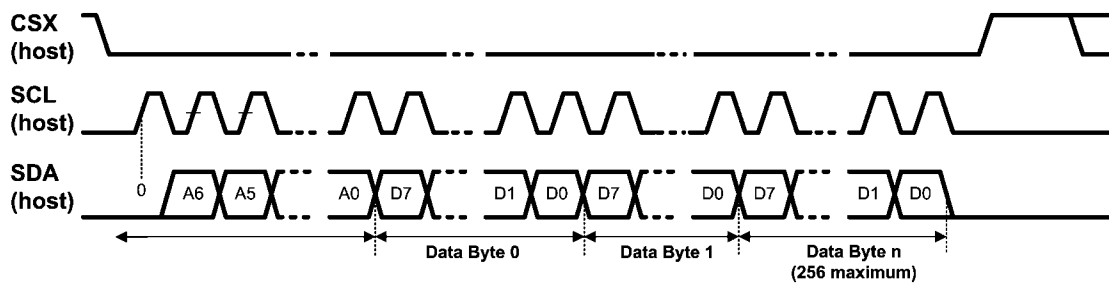 CSX
(host)
SCL
(host)
SDA
(host)
0 A6 A5 A0 D7 D1 D0 D7 D0 D7 D1 D0
Data Byte 0 Data Byte 1 Data Byte n
(256 maximum)